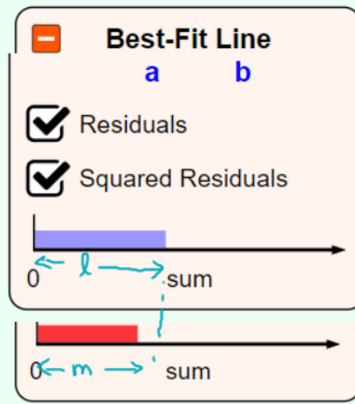 Best-Fit Line
a b
Residuals
Squared Residuals
l
0 sum
0 m sum